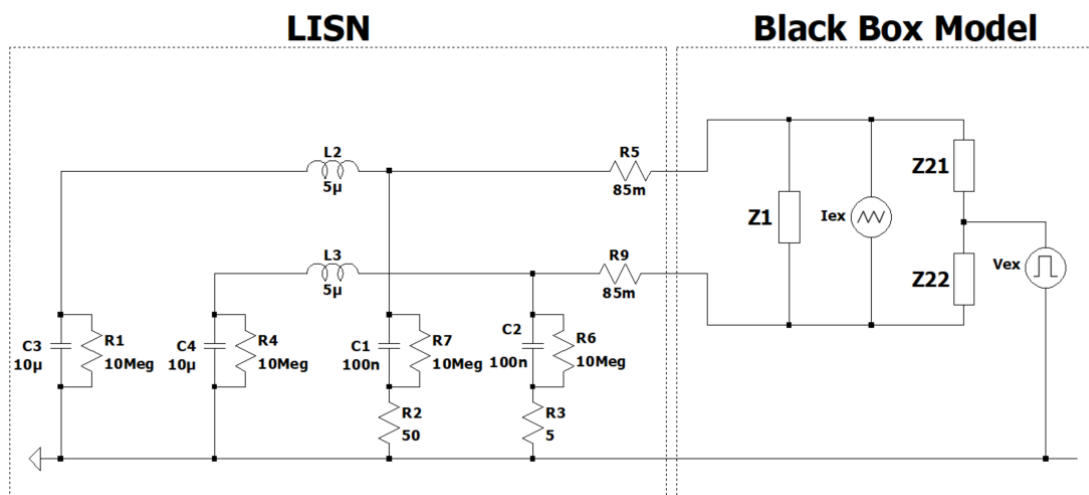 LISN
Black Box Model
L2
5µ
R5
85m
Z1
Iex
Z21
L3
5µ
R9
85m
Z22
Vex
C3
10µ
R1
10Meg
C4
10µ
R4
10Meg
C1
100n
R7
10Meg
C2
100n
R6
10Meg
R2
50
R3
5